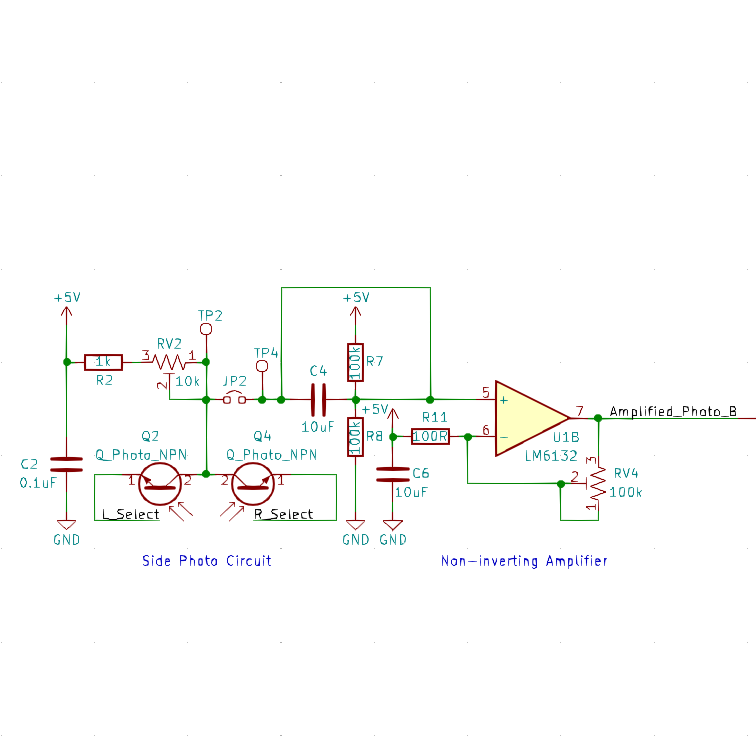 +5V
+5V
TP2
RV2
3
1
TP4
1k
R2
2
10k
JP2
C4
100k
R7
10uF
+5V
5
+
7
Amplified_Photo_B
R11
100R
6
-
U1B
LM6132
100k
R8
Q2
Q4
Q_Photo_NPN
Q_Photo_NPN
C2
0.1uF
1
2
2
1
C6
10uF
3
2
RV4
100k
1
L_Select
R_Select
GND
GND
GND
Side Photo Circuit
Non-inverting Amplifier